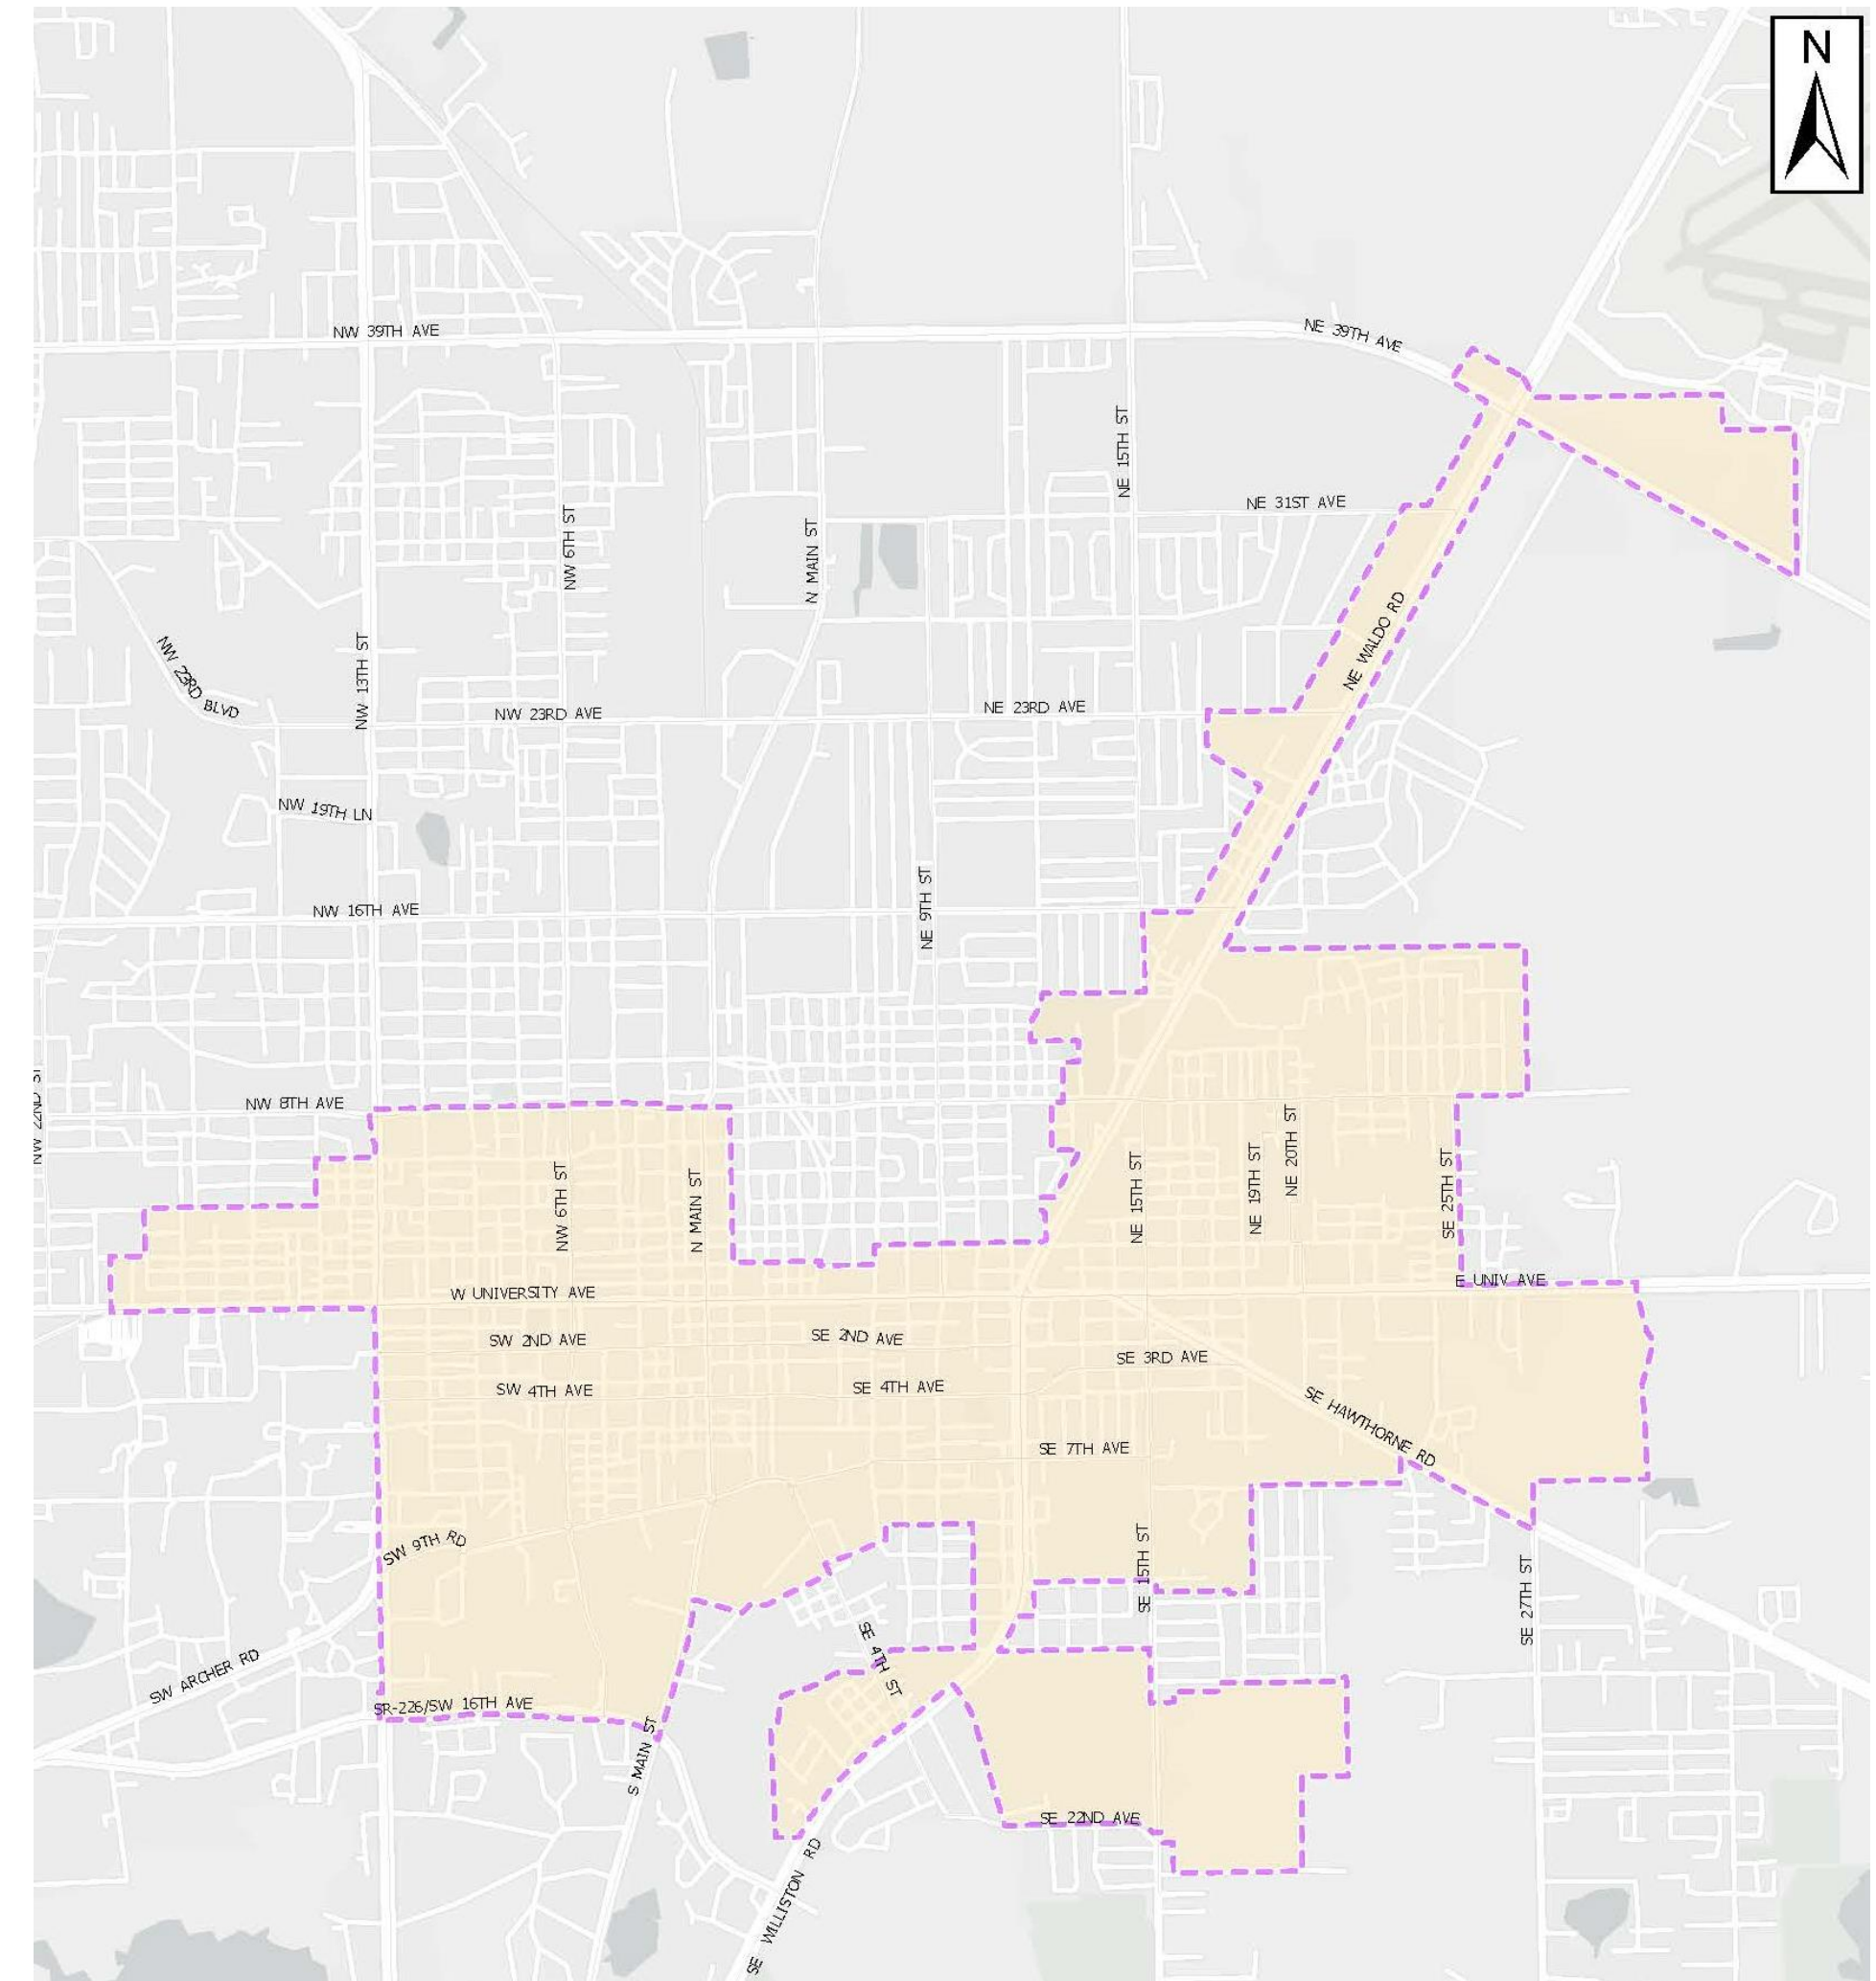 N
NW 39TH AVE
NE 39TH AVE
NE 15TH ST
NE 31ST AVE
NW 6TH ST
N MAIN ST
NE WALDO RD
NW 23RD BLVD
NW 13TH ST
NW 23RD AVE
NE 23RD AVE
NW 19TH LN
NW 16TH AVE
NE 9TH ST
NW 22ND ST
NW 8TH AVE
NW 6TH ST
N MAIN ST
NE 15TH ST
NE 19TH ST
NE 20TH ST
SE 25TH ST
W UNIVERSITY AVE
E UNIV AVE
SW 2ND AVE
SE 2ND AVE
SE 3RD AVE
SW 4TH AVE
SE 4TH AVE
SE HAWTHORNE RD
SE 7TH AVE
SW 9TH RD
SE 15TH ST
SE 27TH ST
SE 4TH ST
SW ARCHER RD
SR-226/SW 16TH AVE
S MAIN ST
SE 22ND AVE
SE WILLISTON RD